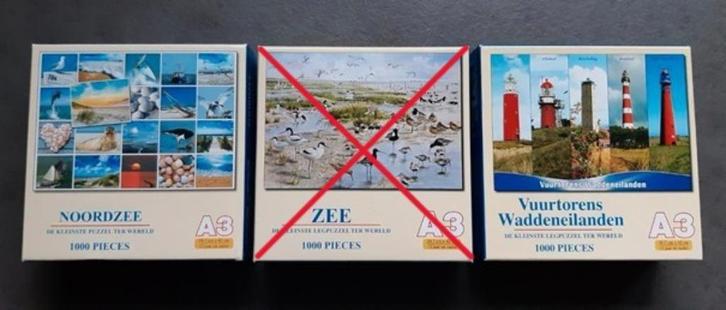 NOORDZEE
DE KLEINSTE PUZZEL TER WERELD
1000 PIECES
A3
ZEE
DE KLEINSTE LEGPUZZEL TER WERELD
1000 PIECES
A3
Vuurtorens Waddeneilanden
Vuurtorens
Waddeneilanden
DE KLEINSTE LEGPUZZEL TER WERELD
1000 PIECES
A3